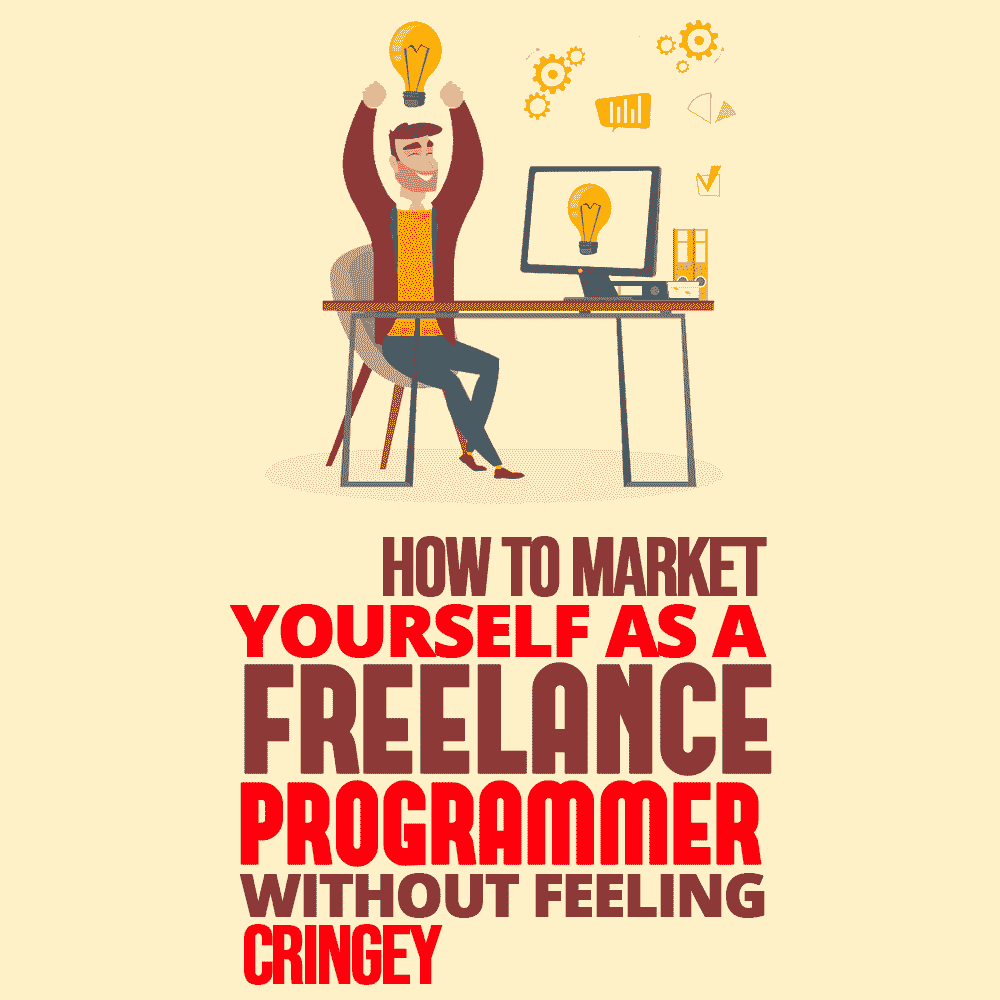 HOW TO MARKET
YOURSELF AS A
FREELANCE
PROGRAMMER
WITHOUT FEELING
CRINGEY